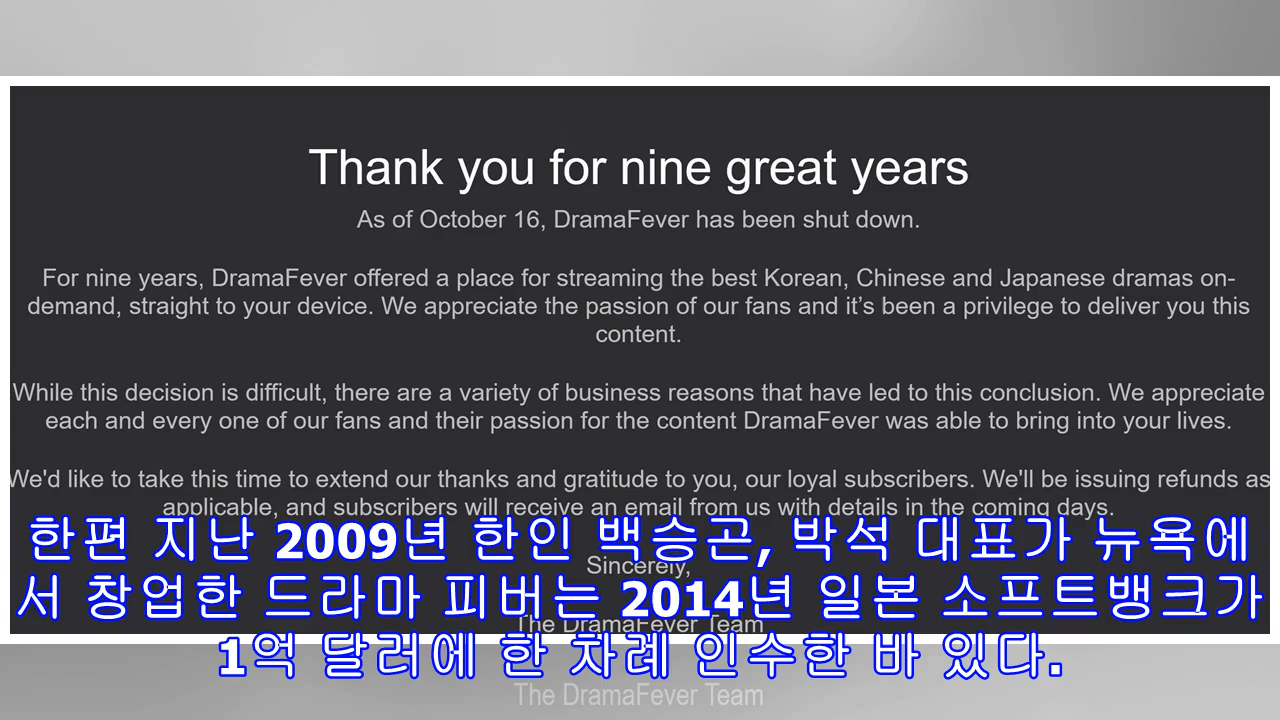 Thank you for nine great years
As of October 16, DramaFever has been shut down.
For nine years, DramaFever offered a place for streaming the best Korean, Chinese and Japanese dramas on-
demand, straight to your device. We appreciate the passion of our fans and it’s been a privilege to deliver you this
content.
While this decision is difficult, there are a variety of business reasons that have led to this conclusion. We appreciate
each and every one of our fans and their passion for the content DramaFever was able to bring into your lives.
We'd like to take this time to extend our thanks and gratitude to you, our loyal subscribers. We'll be issuing refunds as
applicable, and subscribers will receive an email from us with details in the coming days.
한편 지난 2009년 한인 백승곤, 박석 대표가 뉴욕에
Sincerely,
서 창업한 드라마 피버는 2014년 일본 소프트뱅크가
The DramaFever Team
1억 달러에 한 차례 인수한 바 있다.
The DramaFever Team